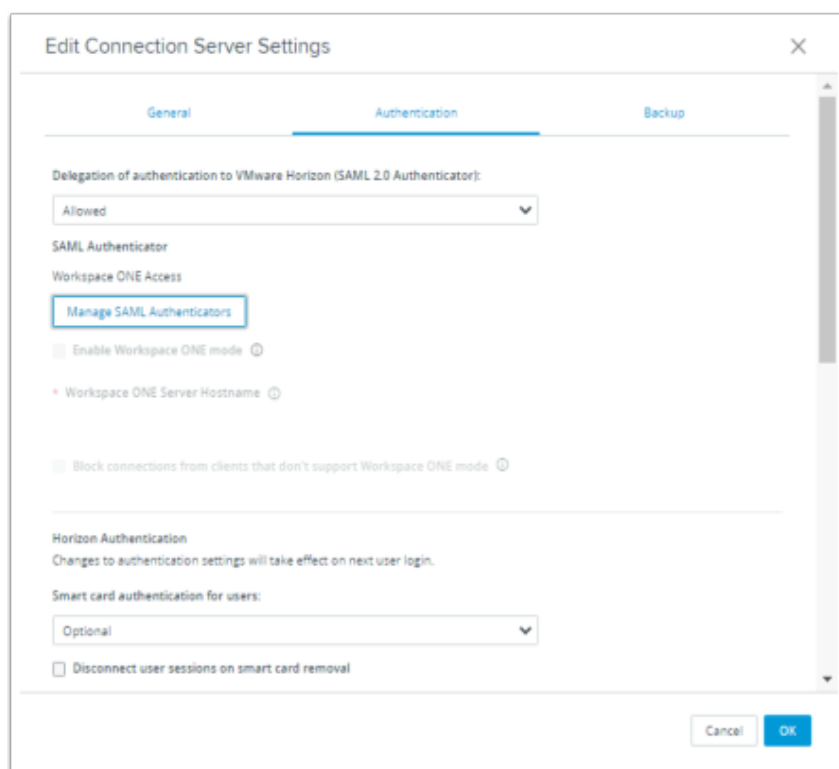 Edit Connection Server Settings
General
Authentication
Backup
Delegation of authentication to VMware Horizon (SAML 2.0 Authenticator):
Allowed
SAML Authenticator
Workspace ONE Access
Manage SAML Authenticators
Enable Workspace ONE mode
* Workspace ONE Server Hostname
Block connections from clients that don't support Workspace ONE mode
Horizon Authentication
Changes to authentication settings will take effect on next user login.
Smart card authentication for users:
Optional
Disconnect user sessions on smart card removal
Cancel
OK